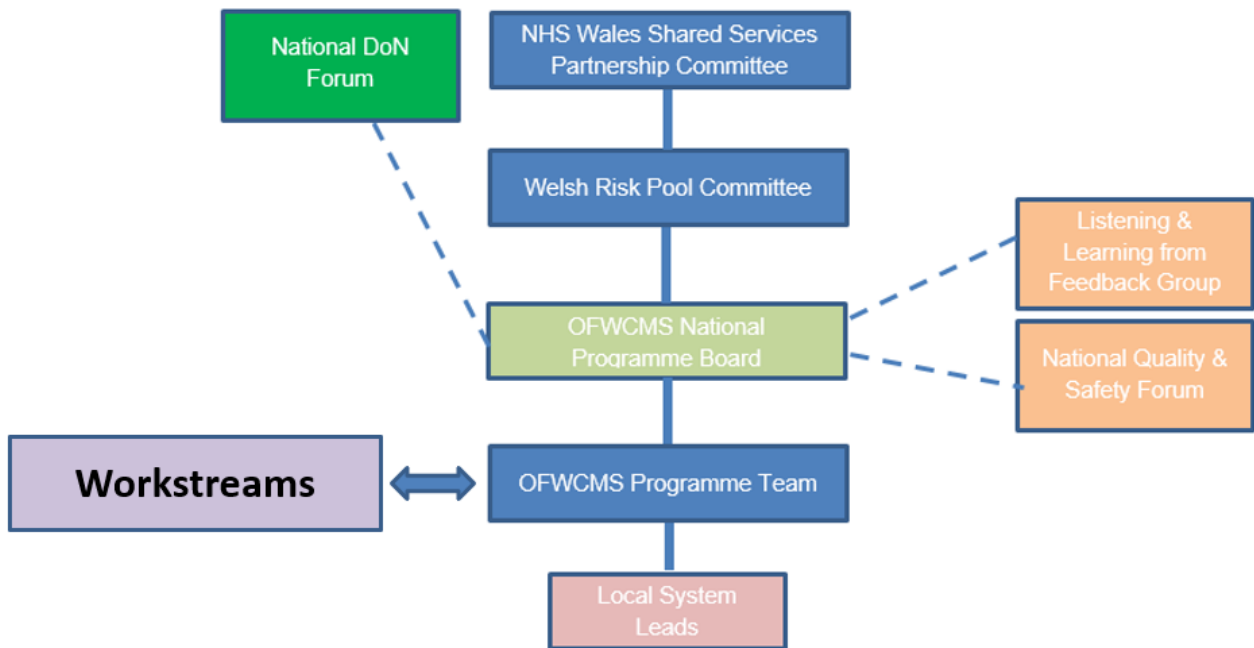 National DoN
Forum
NHS Wales Shared Services
Partnership Committee
Welsh Risk Pool Committee
Listening &
Learning from
Feedback Group
OFWCMS National
Programme Board
National Quality &
Safety Forum
Workstreams
OFWCMS Programme Team
Local System
Leads